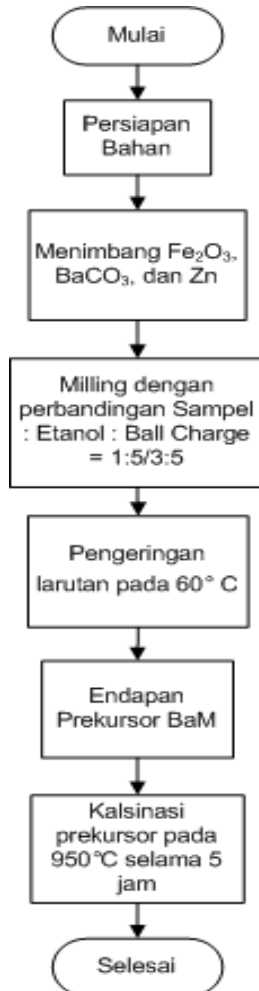 Mulai
Persiapan
Bahan
Menimbang Fe₂O₃,
BaCO₃, dan Zn
Milling dengan
perbandingan Sampel
: Etanol : Ball Charge
= 1:5/3:5
Pengeringan
larutan pada 60° C
Endapan
Prekursor BaM
Kalsinasi
prekursor pada
950°C selama 5
jam
Selesai